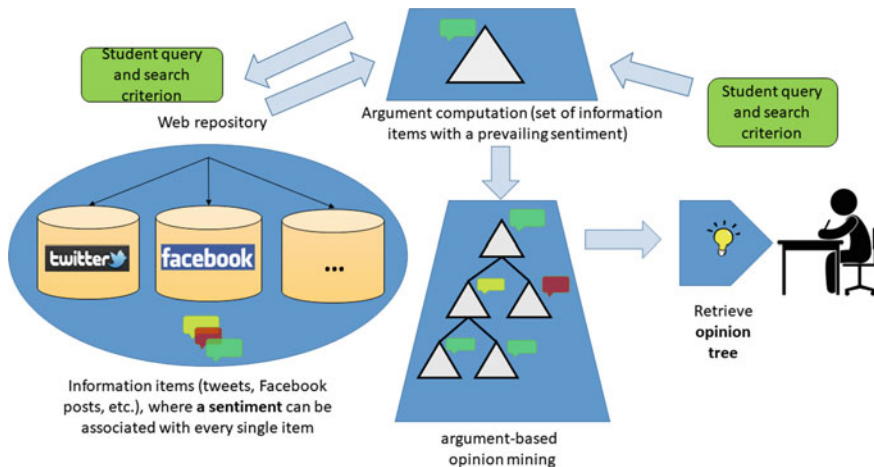 Student query
and search
criterion
Web repository
Argument computation (set of information
items with a prevailing sentiment)
Student query
and search
criterion
twitter
facebook
...
Information items (tweets, Facebook
posts, etc.), where a sentiment can be
associated with every single item
argument-based
opinion mining
Retrieve
opinion
tree